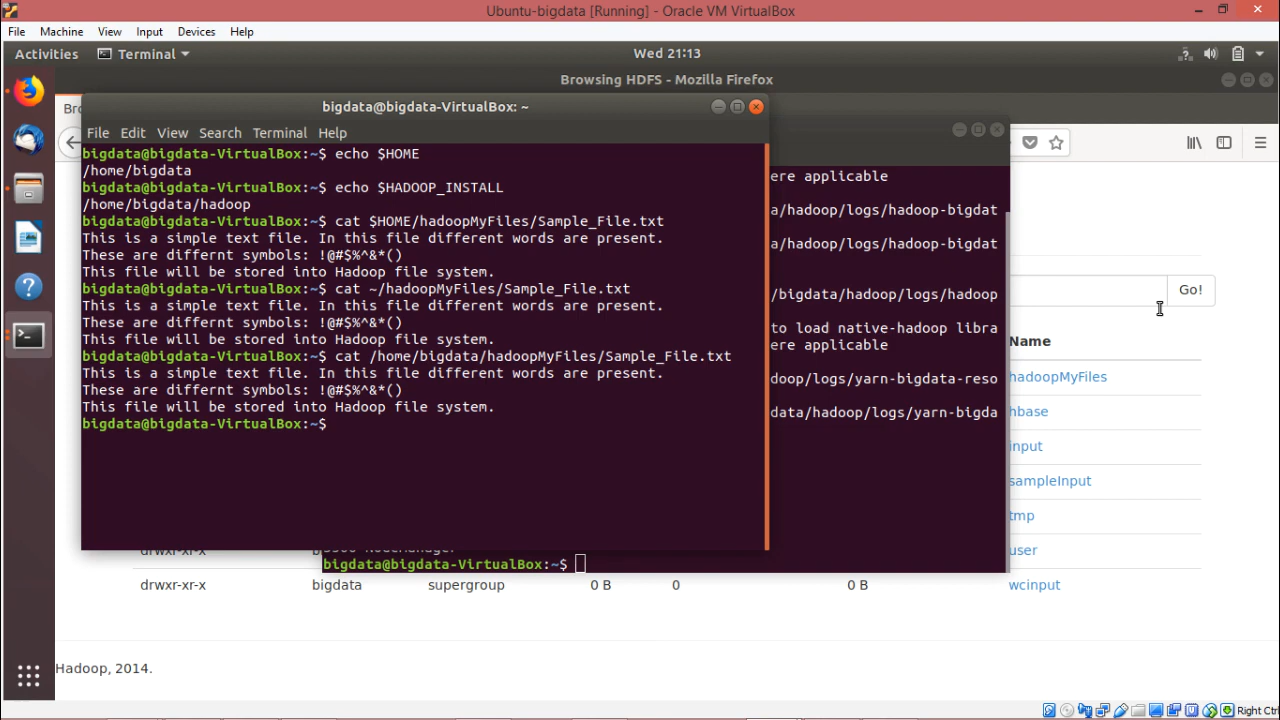 Ubuntu-bigdata [Running] - Oracle VM VirtualBox
File Machine View Input Devices Help
Activities Terminal Wed 21:13
Browsing HDFS - Mozilla Firefox
Bro
bigdata@bigdata-VirtualBox: ~
File Edit View Search Terminal Help
bigdata@bigdata-VirtualBox:~$ echo $HOME
/home/bigdata
bigdata@bigdata-VirtualBox:~$ echo $HADOOP_INSTALL
/home/bigdata/hadoop
bigdata@bigdata-VirtualBox:~$ cat $HOME/hadoopMyFiles/Sample_File.txt
This is a simple text file. In this file different words are present.
These are differnt symbols: !@#$%^&*()
This file will be stored into Hadoop file system.
bigdata@bigdata-VirtualBox:~$ cat ~/hadoopMyFiles/Sample_File.txt
This is a simple text file. In this file different words are present.
These are differnt symbols: !@#$%^&*()
This file will be stored into Hadoop file system.
bigdata@bigdata-VirtualBox:~$ cat /home/bigdata/hadoopMyFiles/Sample_File.txt
This is a simple text file. In this file different words are present.
These are differnt symbols: !@#$%^&*()
This file will be stored into Hadoop file system.
bigdata@bigdata-VirtualBox:~$
ere applicable
a/hadoop/logs/hadoop-bigdat
a/hadoop/logs/hadoop-bigdat
/bigdata/hadoop/logs/hadoop
to load native-hadoop libra
ere applicable
doop/logs/yarn-bigdata-reso
data/hadoop/logs/yarn-bigda
bigdata@bigdata-VirtualBox:~$
Go!
Name
hadoopMyFiles
hbase
input
sampleInput
tmp
drwxr-xr-x user
drwxr-xr-x bigdata supergroup 0 B 0 0 B wcinput
Hadoop, 2014.
Right Ctrl